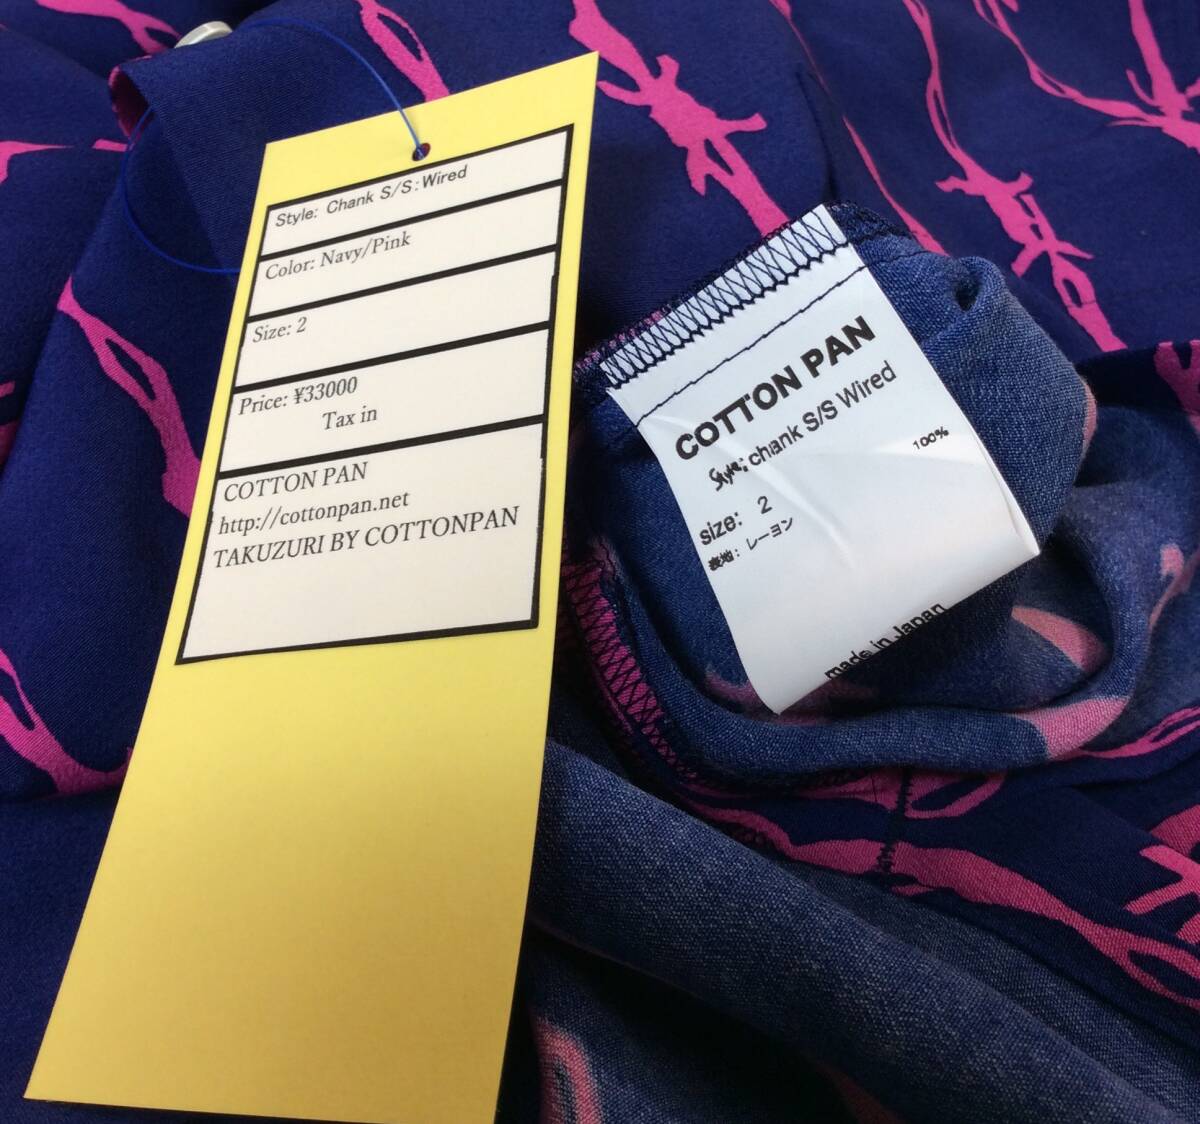 Style: Chank S/S:Wired
Color: Navy/Pink
Size: 2
Price: ¥33000
Tax in
COTTON PAN
http://cottonpan.net
TAKUZURI BY COTTONPAN
COTTON PAN
Style: chank S/S Wired
size: 2
表地: レーヨン 100%
made in Japan